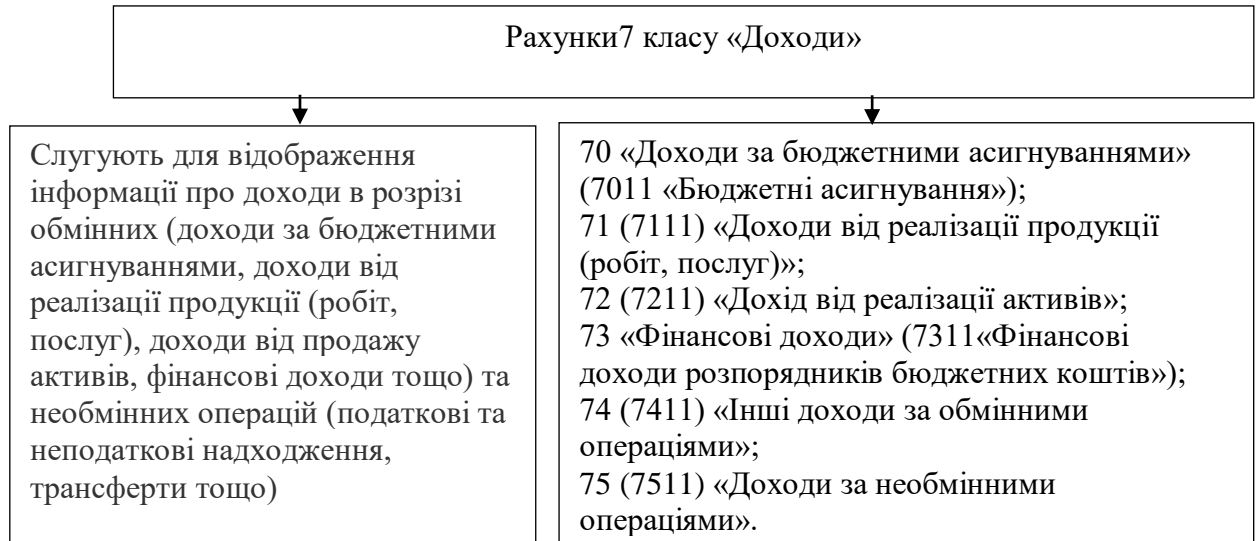 Рахунки7 класу «Доходи»
Слугують для відображення
інформації про доходи в розрізі
обмінних (доходи за бюджетними
асигнуваннями, доходи від
реалізації продукції (робіт,
послуг), доходи від продажу
активів, фінансові доходи тощо) та
необмінних операцій (податкові та
неподаткові надходження,
трансферти тощо)
70 «Доходи за бюджетними асигнуваннями»
(7011 «Бюджетні асигнування»);
71 (7111) «Доходи від реалізації продукції
(робіт, послуг)»;
72 (7211) «Дохід від реалізації активів»;
73 «Фінансові доходи» (7311«Фінансові
доходи розпорядників бюджетних коштів»);
74 (7411) «Інші доходи за обмінними
операціями»;
75 (7511) «Доходи за необмінними
операціями».